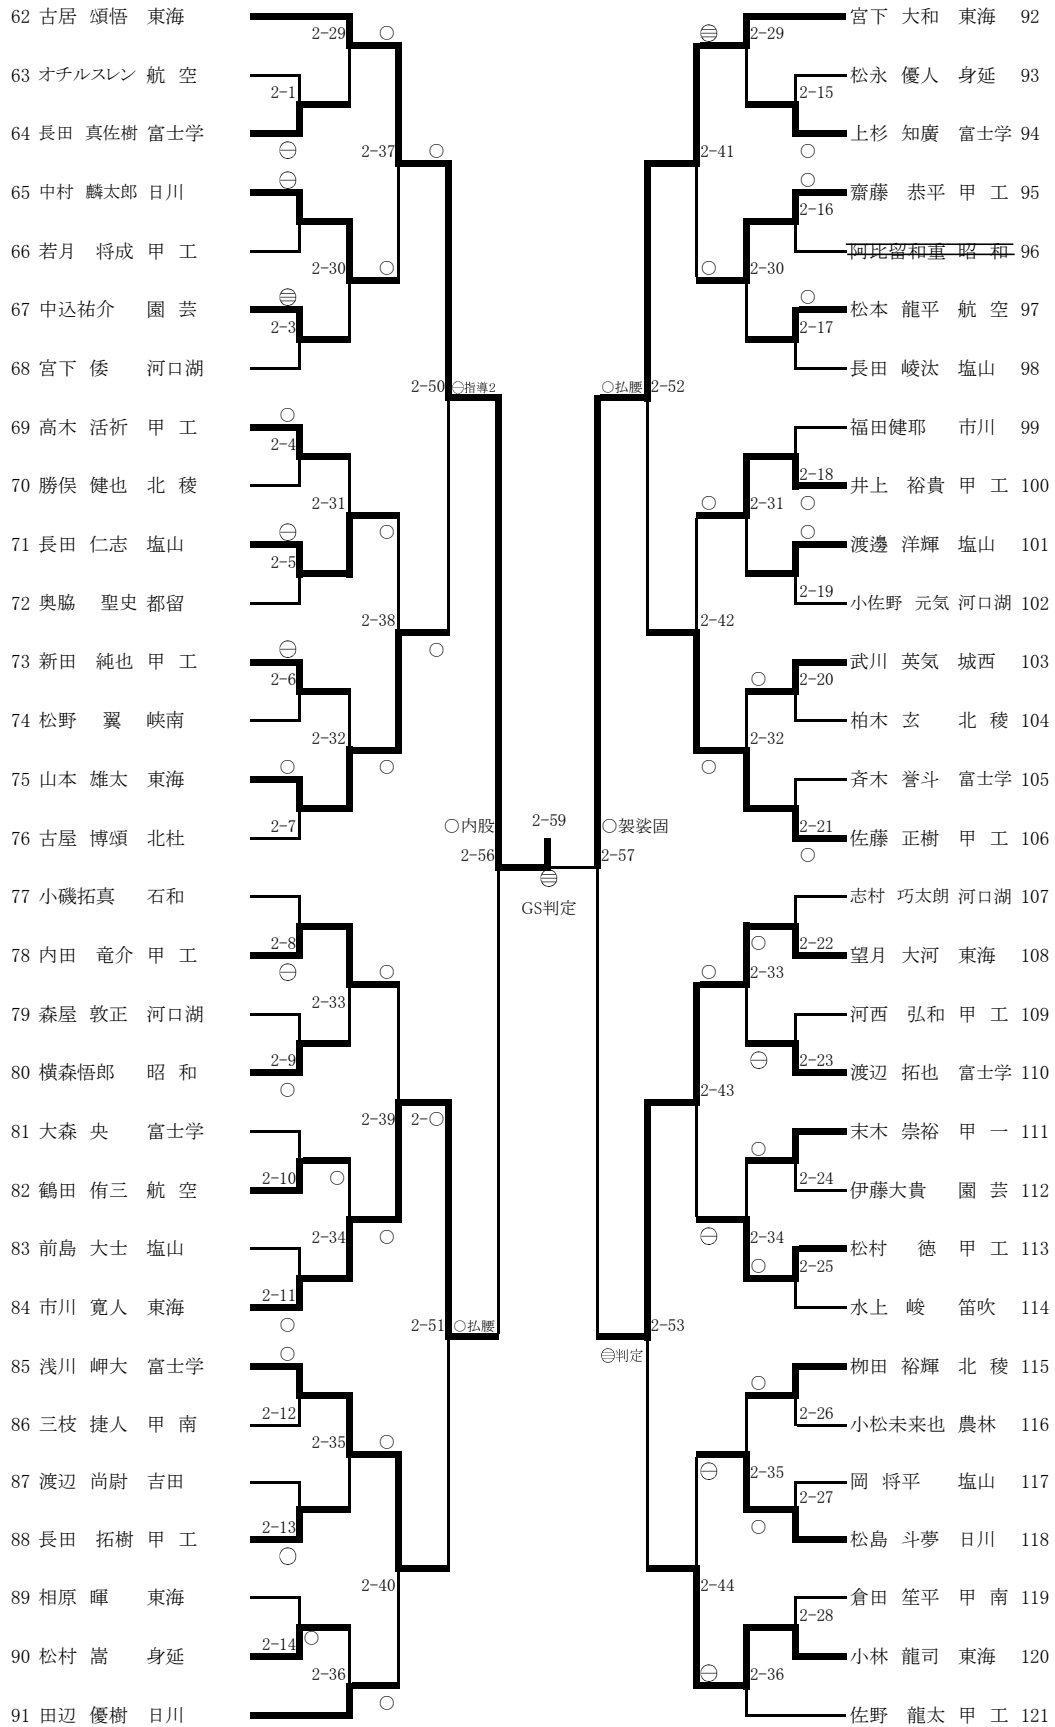 62 古居 頌悟 東海
2-29
63 オチルスレン 航 空
2-1
64 長田 真佐樹 富士学
2-37
65 中村 麟太郎 日川
66 若月 将成 甲 工
2-30
67 中込祐介 園 芸
2-3
68 宮下 倭 河口湖
2-50 指導2
69 高木 活祈 甲 工
2-4
70 勝俣 健也 北 稜
2-31
71 長田 仁志 塩山
2-5
72 奥脇 聖史 都留
2-38
73 新田 純也 甲 工
2-6
74 松野 翼 峡南
2-32
75 山本 雄太 東海
2-7
76 古屋 博頌 北杜
○内股
2-56
2-59
GS判定
77 小磯拓真 石和
2-8
78 内田 竜介 甲 工
2-33
79 森屋 敦正 河口湖
2-9
80 横森悟郎 昭 和
2-39
2-○
81 大森 央 富士学
2-10
82 鶴田 侑三 航 空
2-34
83 前島 大士 塩山
2-11
84 市川 寛人 東海
2-51 ○払腰
85 浅川 岬大 富士学
2-12
86 三枝 捷人 甲 南
2-35
87 渡辺 尚尉 吉田
2-13
88 長田 拓樹 甲 工
2-40
89 相原 暉 東海
2-14
90 松村 嵩 身延
2-36
91 田辺 優樹 日川
宮下 大和 東海 92
2-29
松永 優人 身延 93
2-15
上杉 知廣 富士学 94
2-41
齋藤 恭平 甲 工 95
2-16
阿比留和重 昭 和 96
2-30
松本 龍平 航 空 97
2-17
長田 崚汰 塩山 98
○払腰 2-52
福田健耶 市川 99
2-18
井上 裕貴 甲 工 100
2-31
渡邊 洋輝 塩山 101
2-19
小佐野 元気 河口湖 102
2-42
武川 英気 城西 103
2-20
柏木 玄 北 稜 104
2-32
斉木 誉斗 富士学 105
2-21
佐藤 正樹 甲 工 106
○袈裟固
2-57
志村 巧太朗 河口湖 107
2-22
望月 大河 東海 108
2-33
河西 弘和 甲 工 109
2-23
渡辺 拓也 富士学 110
2-43
末木 崇裕 甲 一 111
2-24
伊藤大貴 園 芸 112
2-34
松村 徳 甲 工 113
2-25
水上 峻 笛吹 114
2-53
判定
栁田 裕輝 北 稜 115
2-26
小松未来也 農林 116
2-35
岡 将平 塩山 117
2-27
松島 斗夢 日川 118
2-44
倉田 笙平 甲 南 119
2-28
小林 龍司 東海 120
2-36
佐野 龍太 甲 工 121